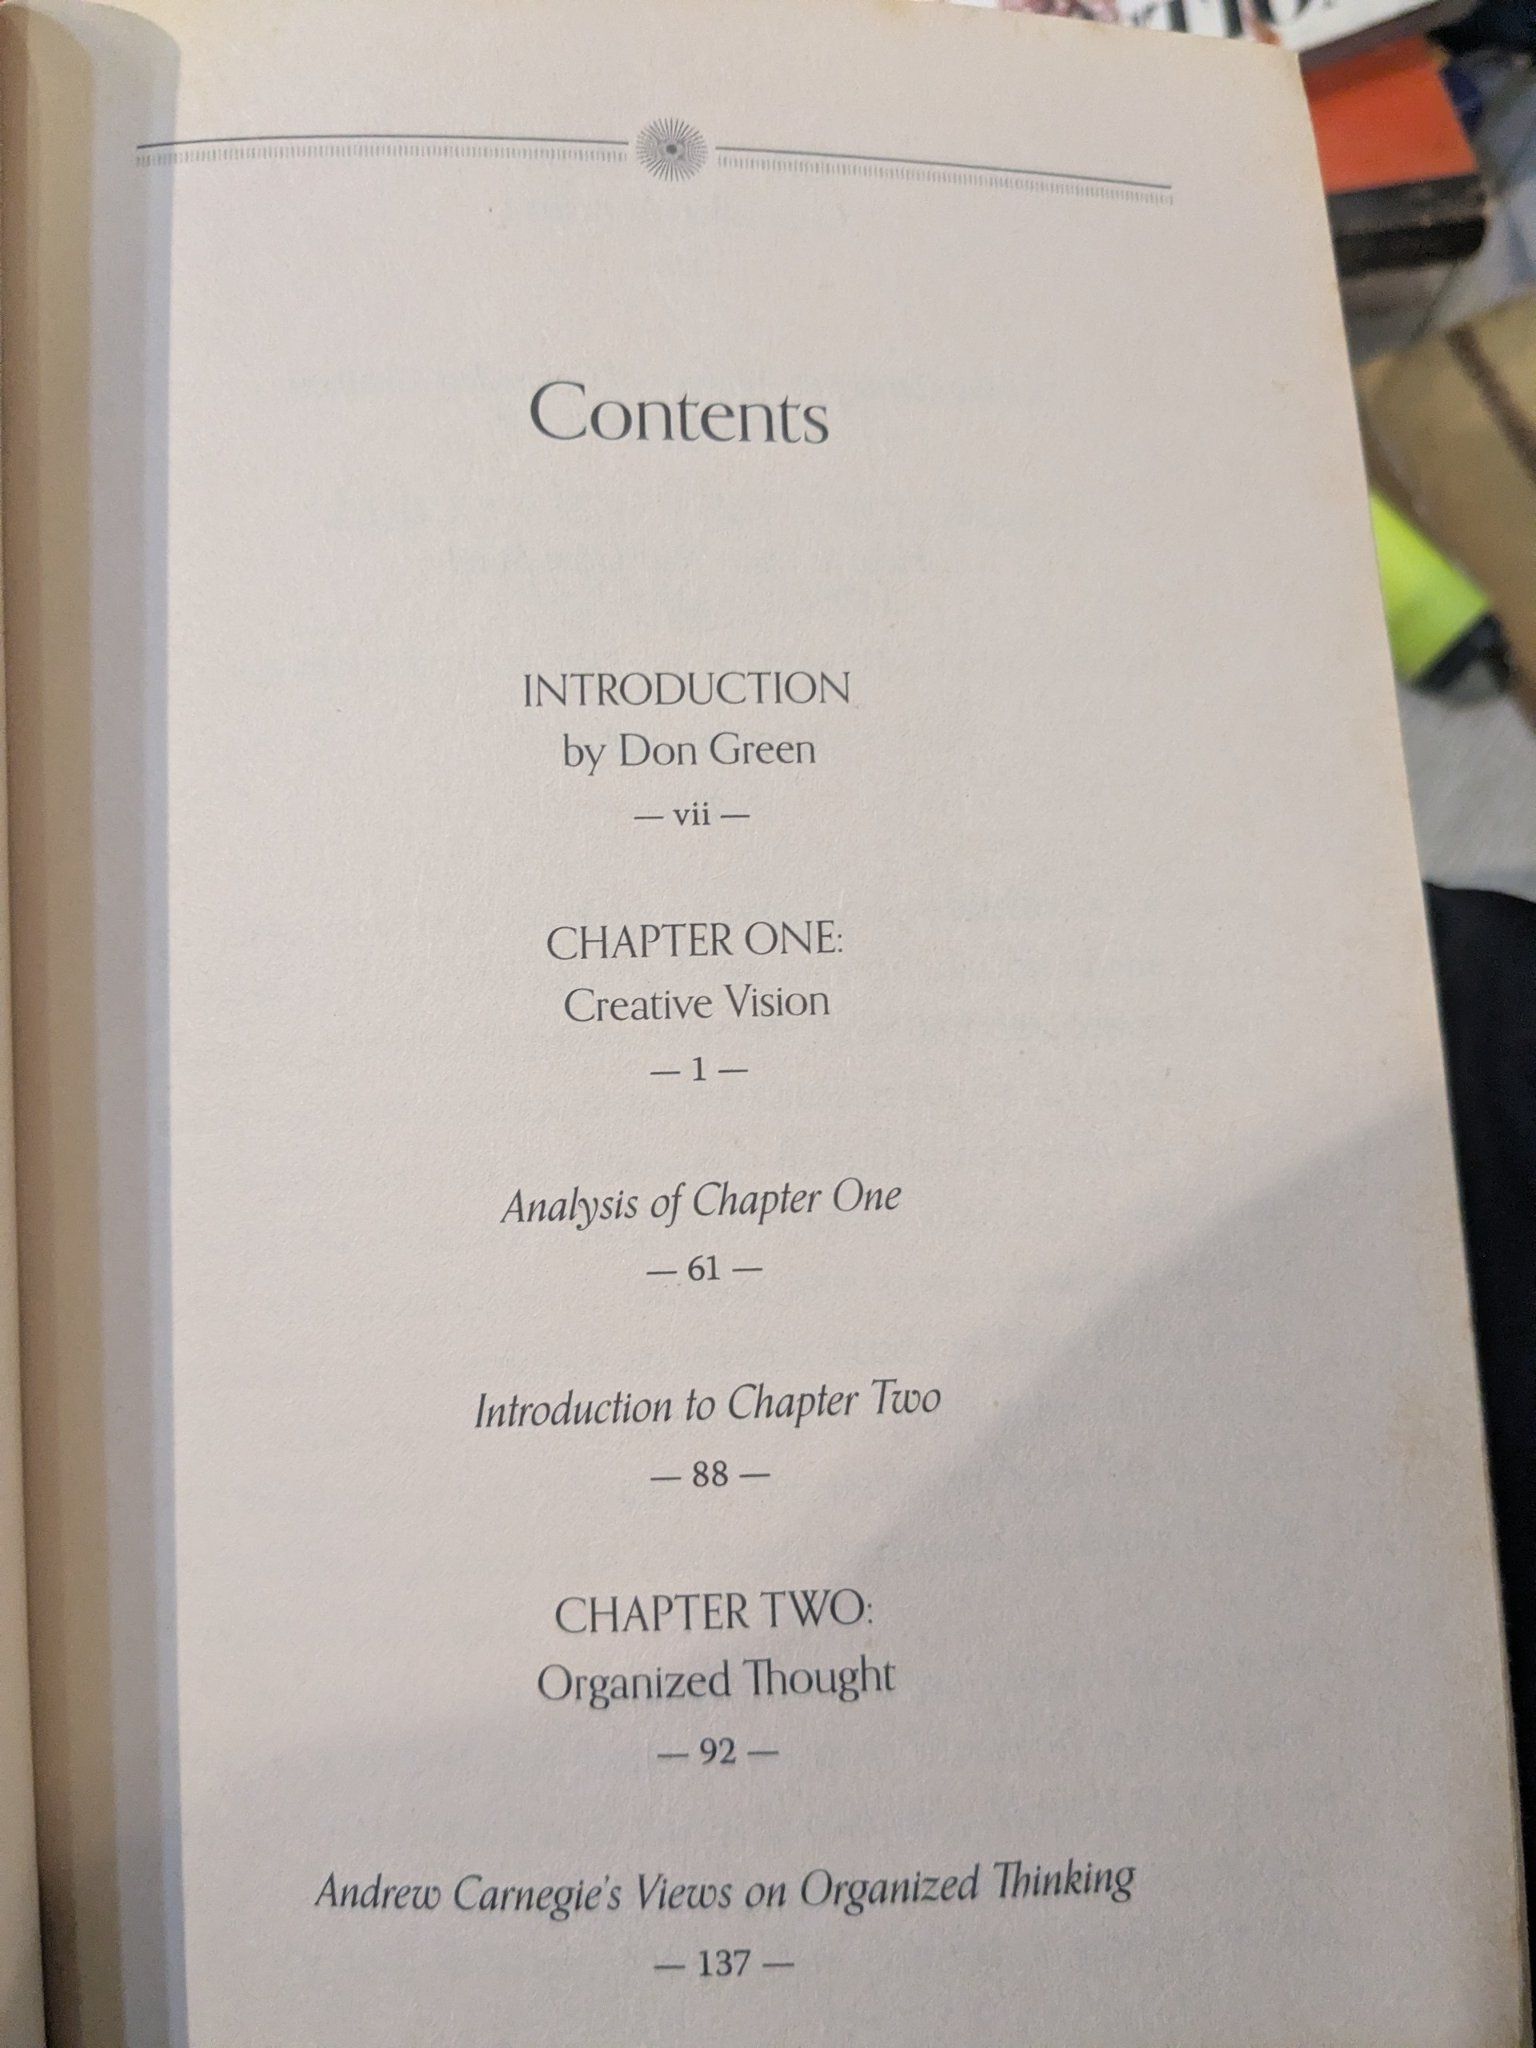 Contents
INTRODUCTION
by Don Green
— vii —
CHAPTER ONE:
Creative Vision
— 1 —
Analysis of Chapter One
— 61 —
Introduction to Chapter Two
— 88 —
CHAPTER TWO:
Organized Thought
— 92 —
Andrew Carnegie's Views on Organized Thinking
— 137 —